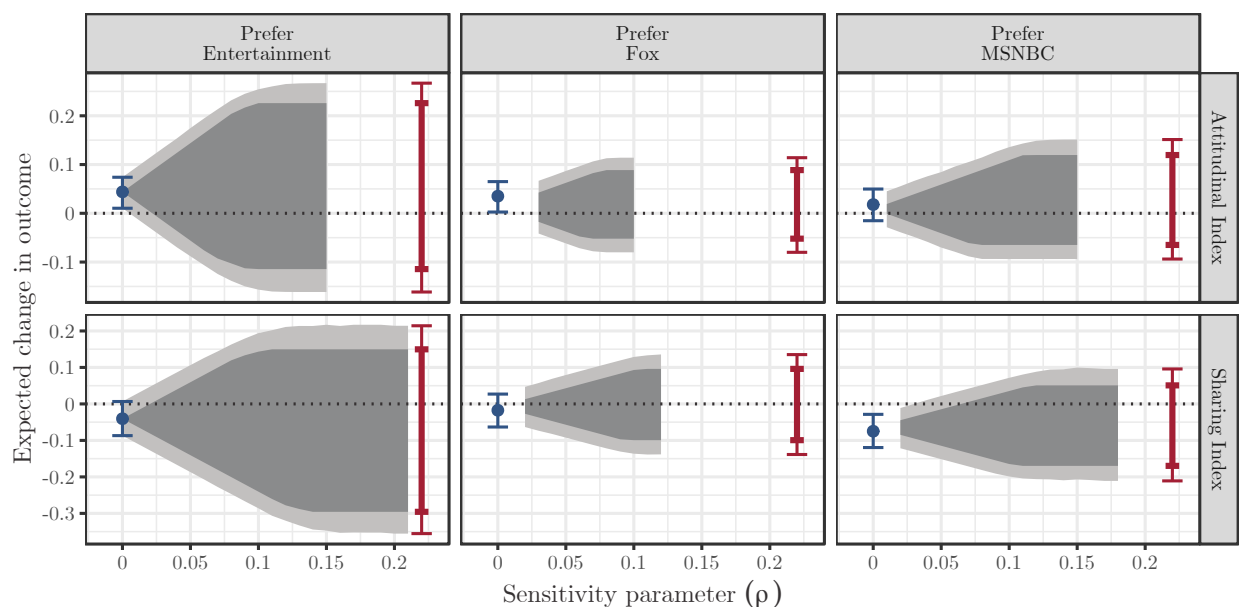 Prefer
Entertainment
Prefer
Fox
Prefer
MSNBC
Expected change in outcome
0.2
0.1
0
-0.1
Attitudinal Index
0.2
0.1
0
-0.1
-0.2
-0.3
Sharing Index
0 0.05 0.1 0.15 0.2
0 0.05 0.1 0.15 0.2
0 0.05 0.1 0.15 0.2
Sensitivity parameter (ρ)